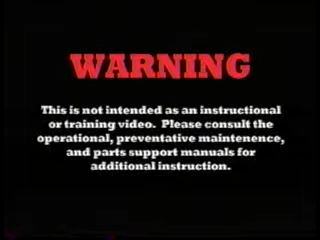 WARNING
This is not intended as an instructional
or training video. Please consult the
operational, preventative maintenence,
and parts support manuals for
additional instruction.